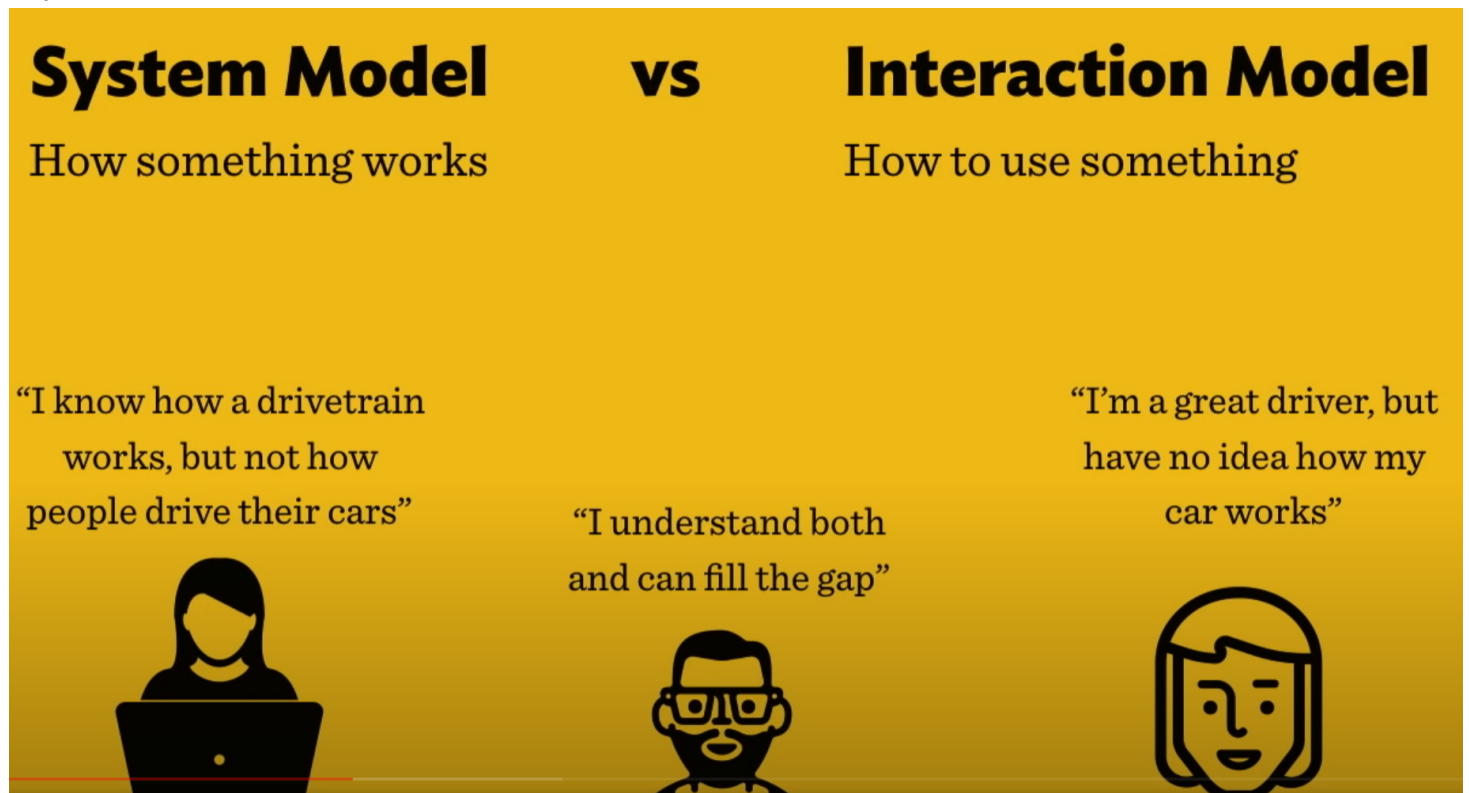 System Model vs Interaction Model
How something works
How to use something
“I know how a drivetrain
works, but not how
people drive their cars”
“I understand both
and can fill the gap”
“I’m a great driver, but
have no idea how my
car works”